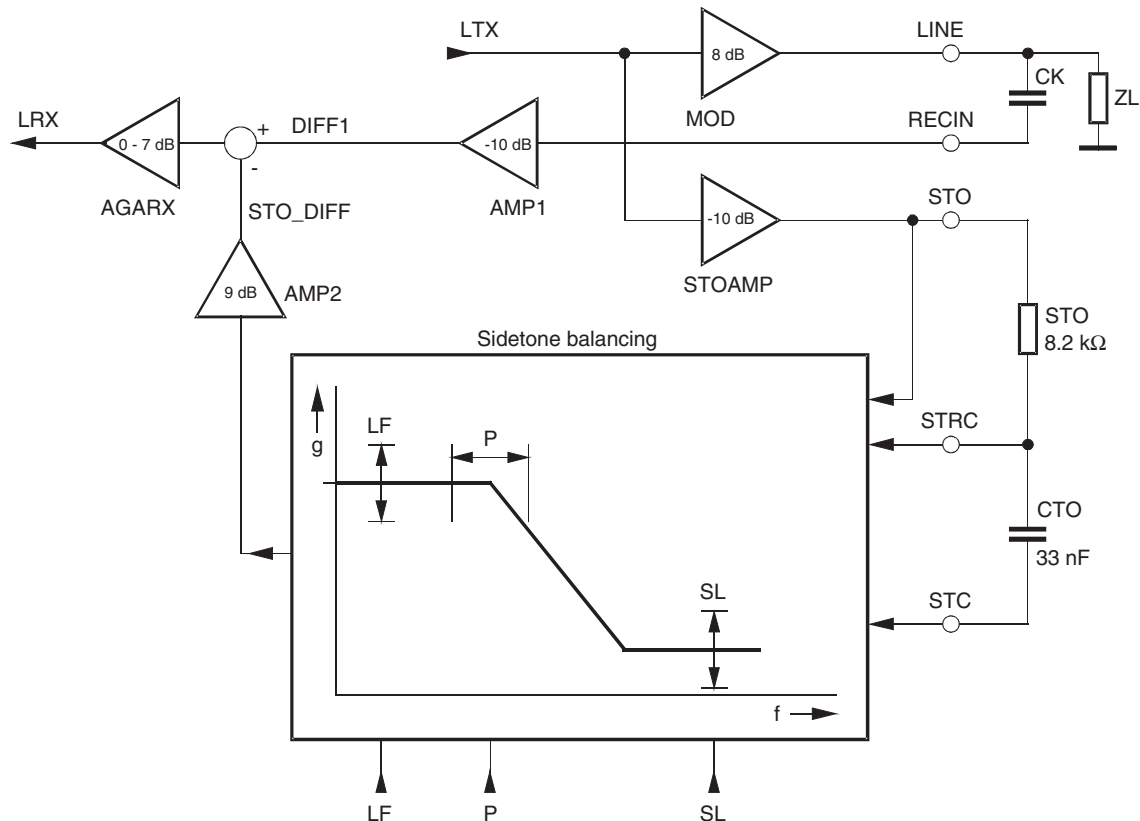 LTX
LINE
8 dB
MOD
CK
ZL
LRX
0 - 7 dB
AGARX
+
-
DIFF1
-10 dB
AMP1
RECIN
STO_DIFF
-10 dB
STOAMP
STO
9 dB
AMP2
STO
8.2 kΩ
Sidetone balancing
g
LF
P
STRC
CTO
33 nF
SL
STC
f
LF
P
SL